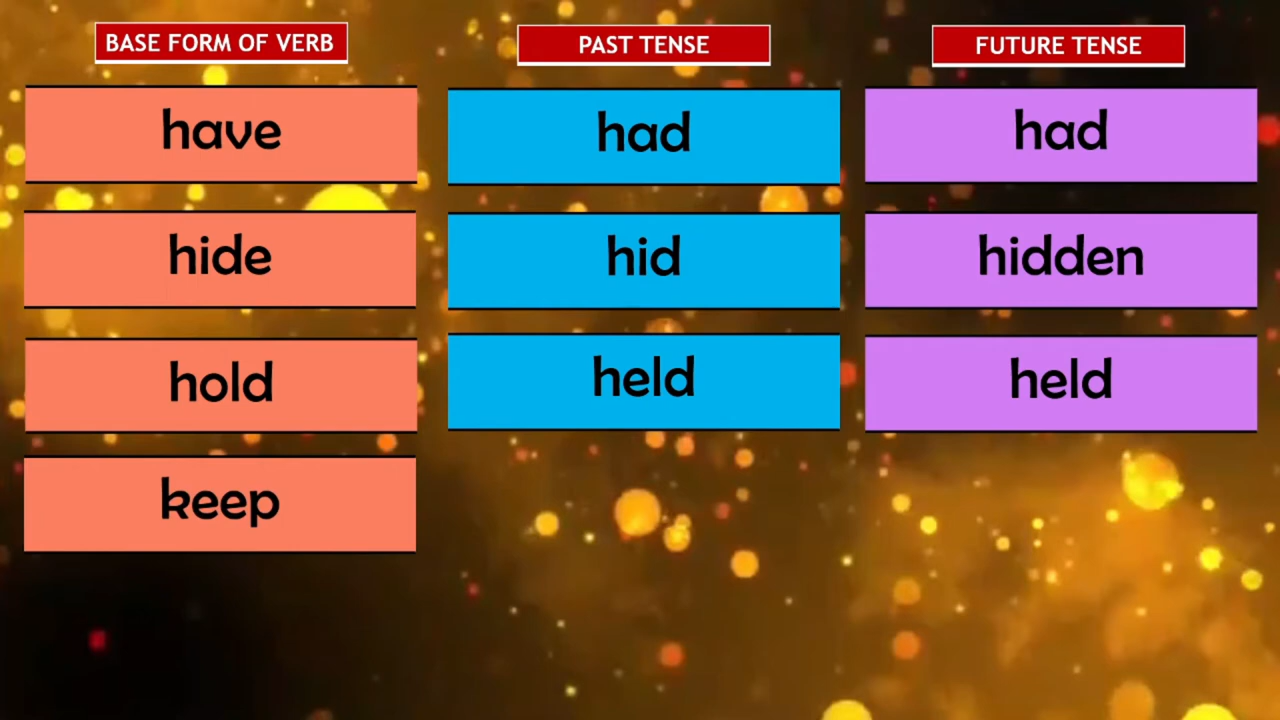 BASE FORM OF VERB
PAST TENSE
FUTURE TENSE
have
had
had
hide
hid
hidden
hold
held
held
keep